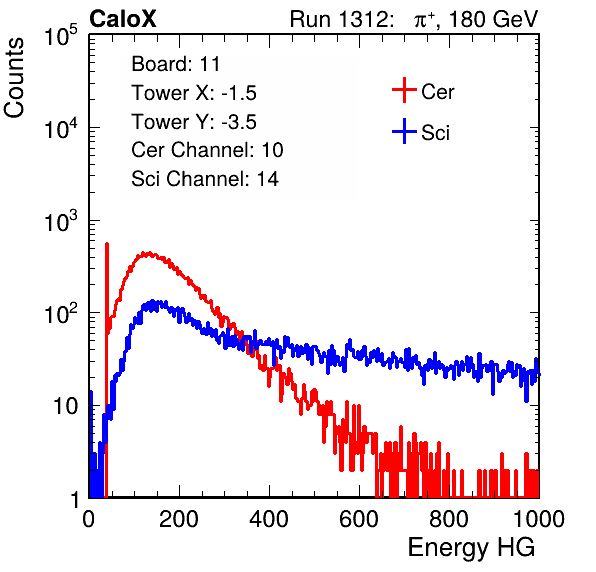 CaloX Run 1312: π⁺, 180 GeV
Board: 11
Tower X: -1.5
Tower Y: -3.5
Cer Channel: 10
Sci Channel: 14
Cer
Sci
Counts
10⁵
10⁴
10³
10²
10
1
0 200 400 600 800 1000
Energy HG